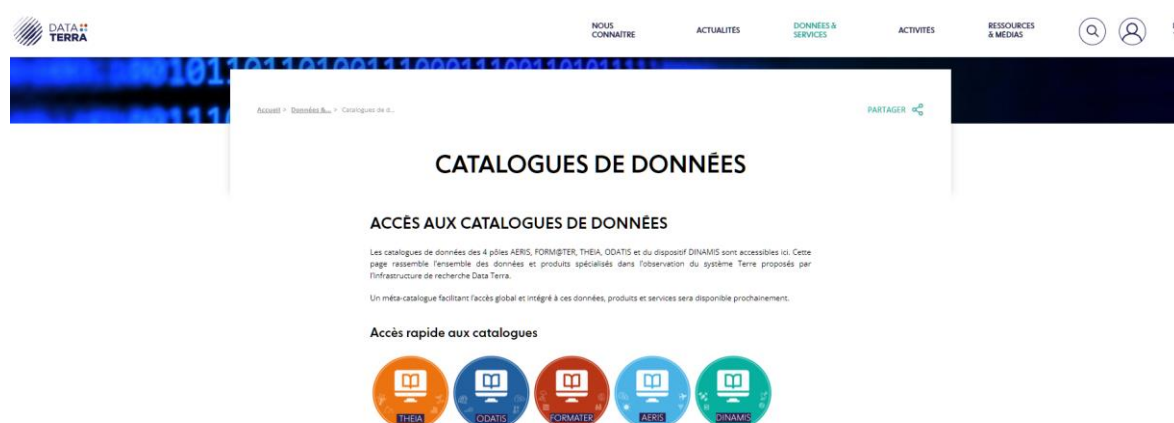 DATA
TERRA
NOUS
CONNAÎTRE
ACTUALITÉS
DONNÉES &
SERVICES
ACTIVITÉS
RESSOURCES
& MÉDIAS
Accueil > Données &... > Catalogues de d...
PARTAGER
CATALOGUES DE DONNÉES
ACCÈS AUX CATALOGUES DE DONNÉES
Les catalogues de données des 4 pôles AERIS, FORM@TER, THEIA, ODATIS et du dispositif DINAMIS sont accessibles ici. Cette
page rassemble l'ensemble des données et produits spécialisés dans l'observation du système Terre proposés par
l'Infrastructure de recherche Data Terra.
Un méta-catalogue facilitant l'accès global et intégré à ces données, produits et services sera disponible prochainement.
Accès rapide aux catalogues
THEIA
ODATIS
FORMATER
AERIS
DINAMIS